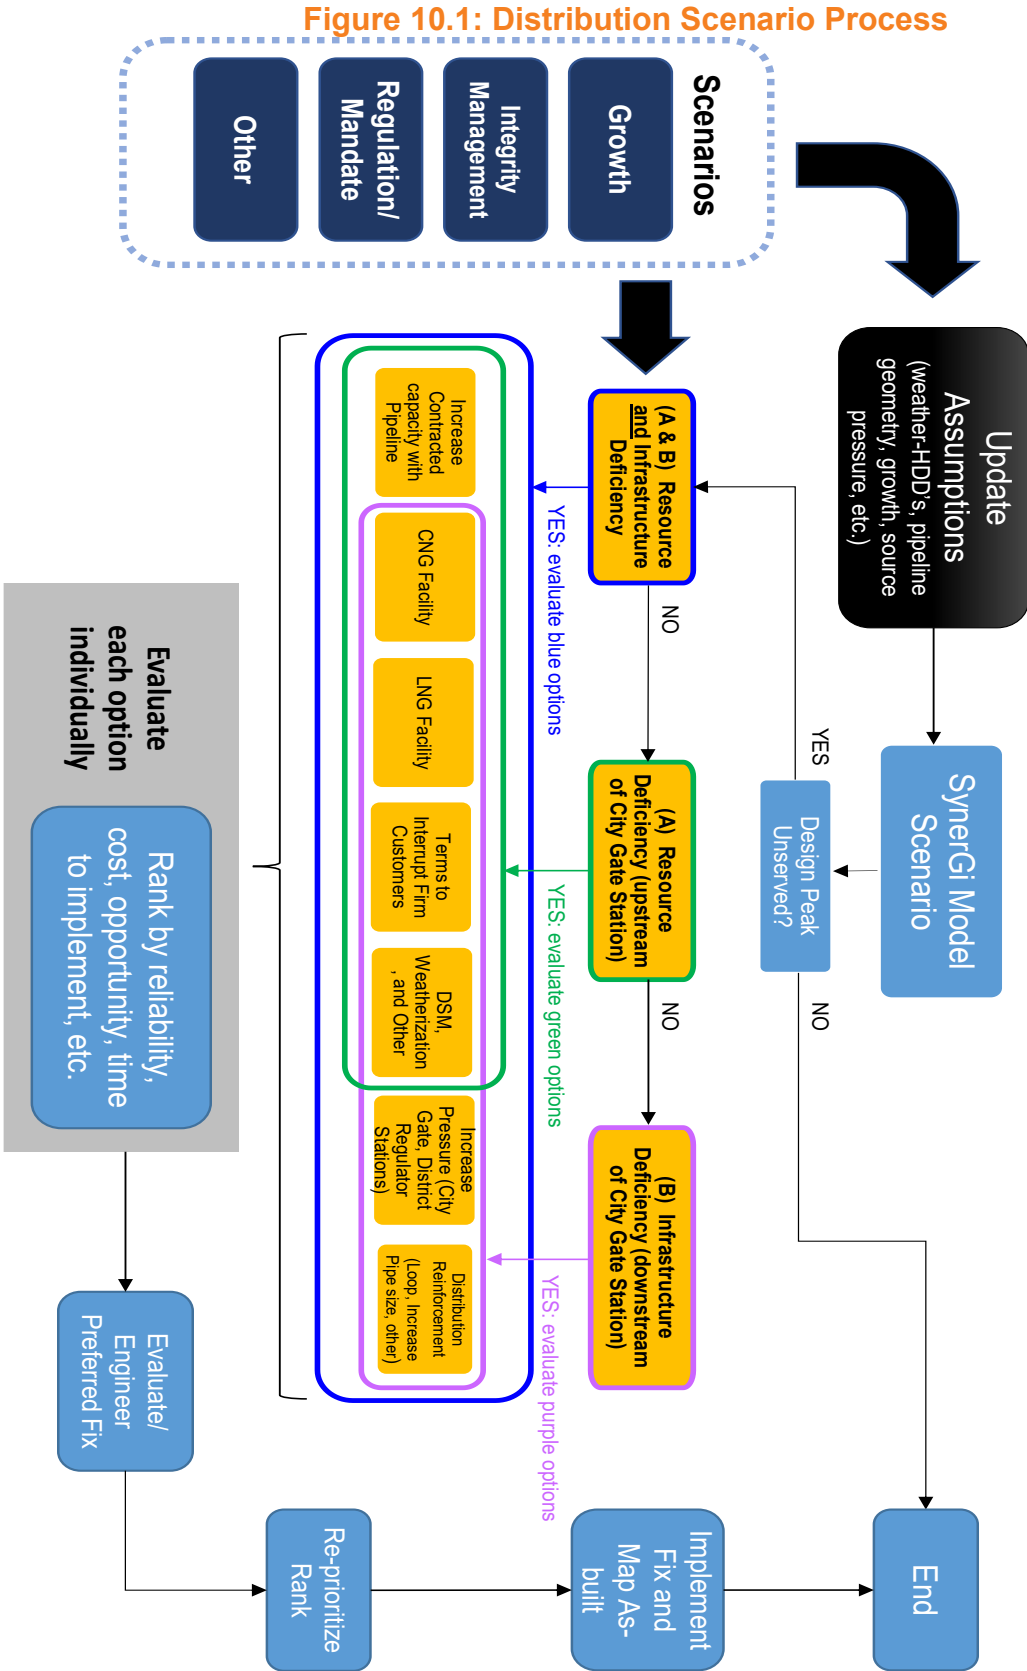 Figure 10.1: Distribution Scenario Process
Scenarios
Growth
Integrity
Management
Regulation/
Mandate
Other
Update
Assumptions
(weather-HDD's, pipeline
geometry, growth, source
pressure, etc.)
SynerGi Model
Scenario
Design Peak
Unserved?
YES
NO
End
(A & B) Resource
and Infrastructure
Deficiency
NO
(A) Resource
Deficiency (upstream
of City Gate Station)
NO
(B) Infrastructure
Deficiency (downstream
of City Gate Station)
YES: evaluate blue options
YES: evaluate green options
YES: evaluate purple options
Increase
Contracted
capacity with
Pipeline
CNG Facility
LNG Facility
Terms to
Interrupt Firm
Customers
DSM,
Weatherization
, and Other
Increase
Pressure (City
Gate, District
Regulator
Stations)
Distribution
Reinforcement
(Loop, Increase
Pipe size, other)
Evaluate
each option
individually
Rank by reliability,
cost, opportunity, time
to implement, etc.
Evaluate/
Engineer
Preferred Fix
Re-prioritize
Rank
Implement
Fix and
Map As-
built